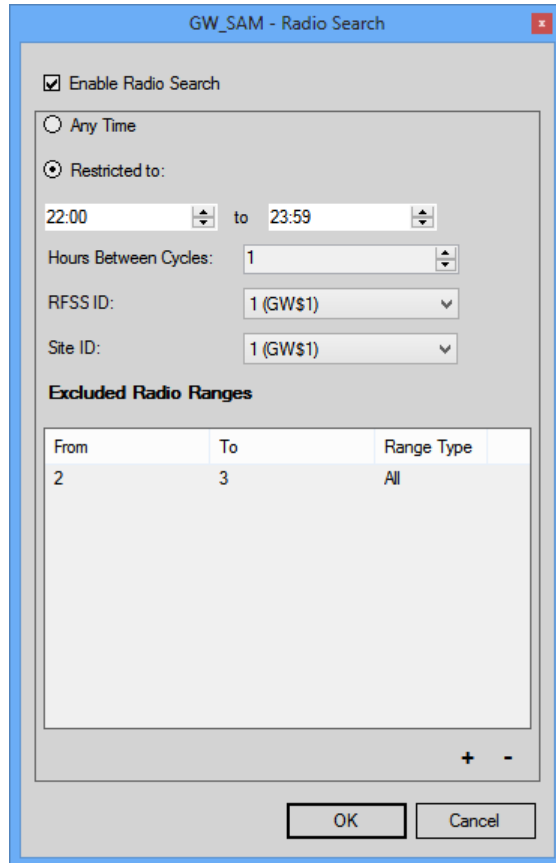 GW_SAM - Radio Search
x
Enable Radio Search
Any Time
Restricted to:
22:00 to 23:59
Hours Between Cycles: 1
RFSS ID: 1 (GW$1)
Site ID: 1 (GW$1)
Excluded Radio Ranges
From To Range Type
2 3 All
+ -
OK Cancel